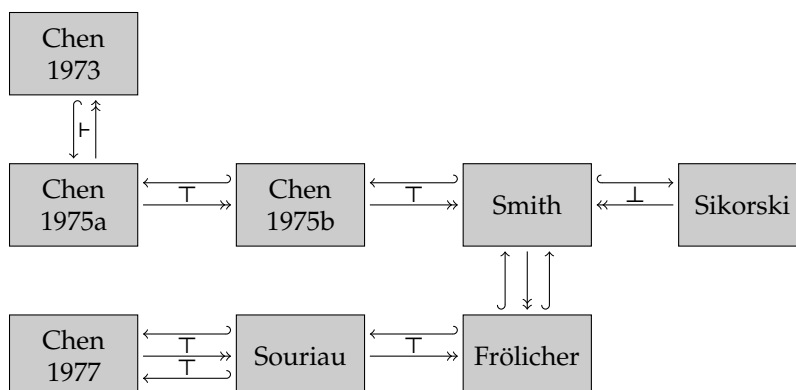 Chen
1973
⊢
Chen
1975a
⊤
Chen
1975b
⊤
Smith
⊥
Sikorski
Chen
1977
⊤
⊤
Souriau
⊤
Frölicher